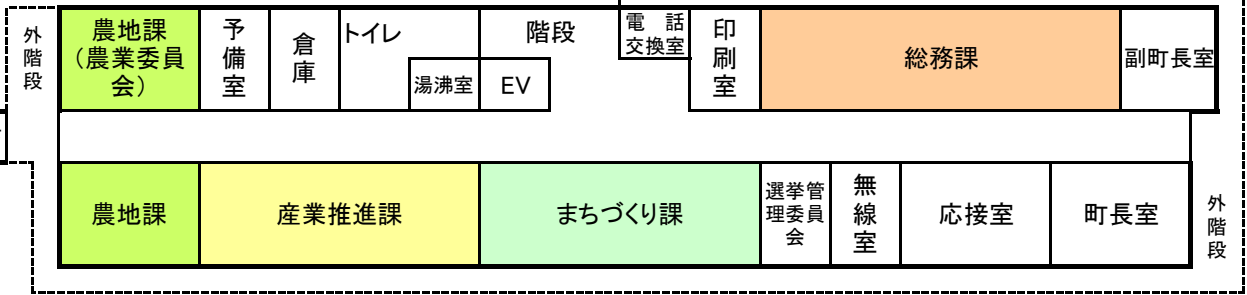 外階段
農地課
（農業委員
会）
予備室
倉庫
トイレ
湯沸室
階段
EV
電　話
交換室
印刷室
総務課
副町長室
農地課
産業推進課
まちづくり課
選挙管
理委員
会
無線室
応接室
町長室
外階段